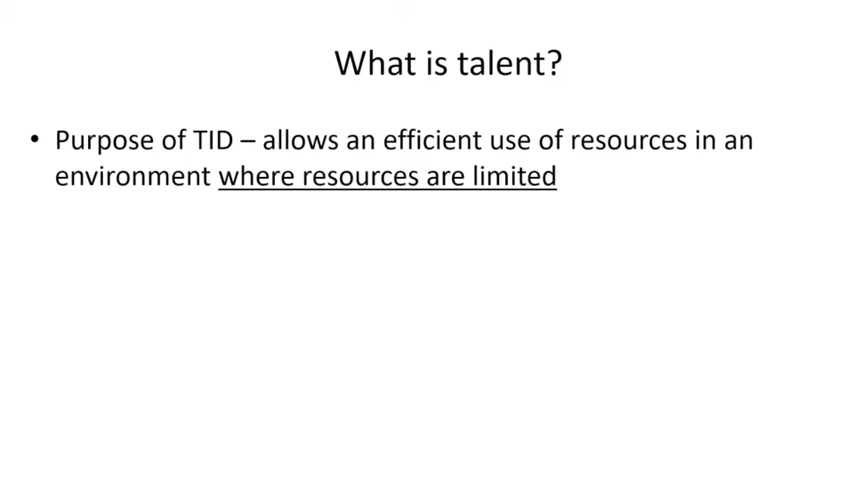 What is talent?
• Purpose of TID – allows an efficient use of resources in an
environment where resources are limited